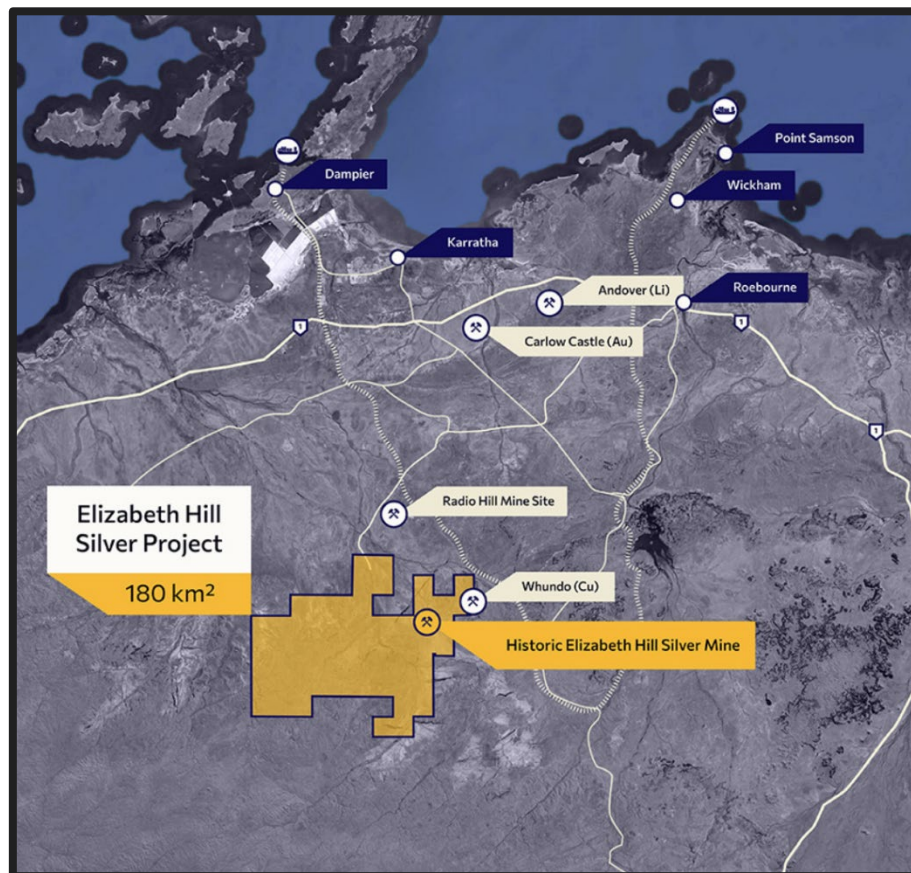 Point Samson
Dampier
Wickham
Karratha
Andover (Li)
Roebourne
1
1
Carlow Castle (Au)
1
Elizabeth Hill
Silver Project
180 km²
Radio Hill Mine Site
Whundo (Cu)
Historic Elizabeth Hill Silver Mine